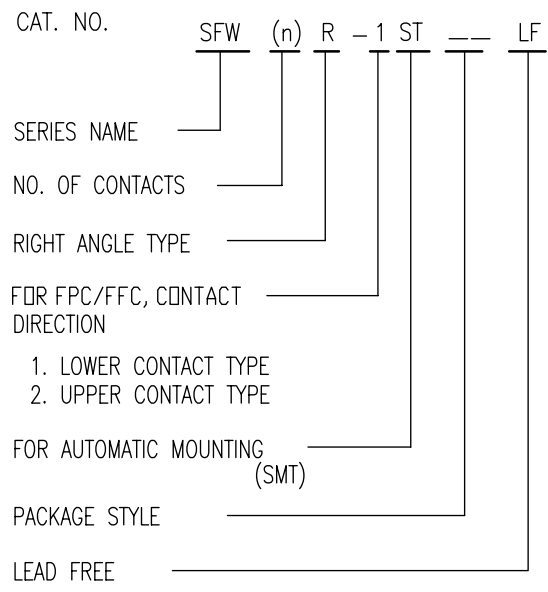 CAT. NO.
SFW (n) R - 1 ST __ LF
SERIES NAME
NO. OF CONTACTS
RIGHT ANGLE TYPE
FOR FPC/FFC, CONTACT
DIRECTION
1. LOWER CONTACT TYPE
2. UPPER CONTACT TYPE
FOR AUTOMATIC MOUNTING
(SMT)
PACKAGE STYLE
LEAD FREE